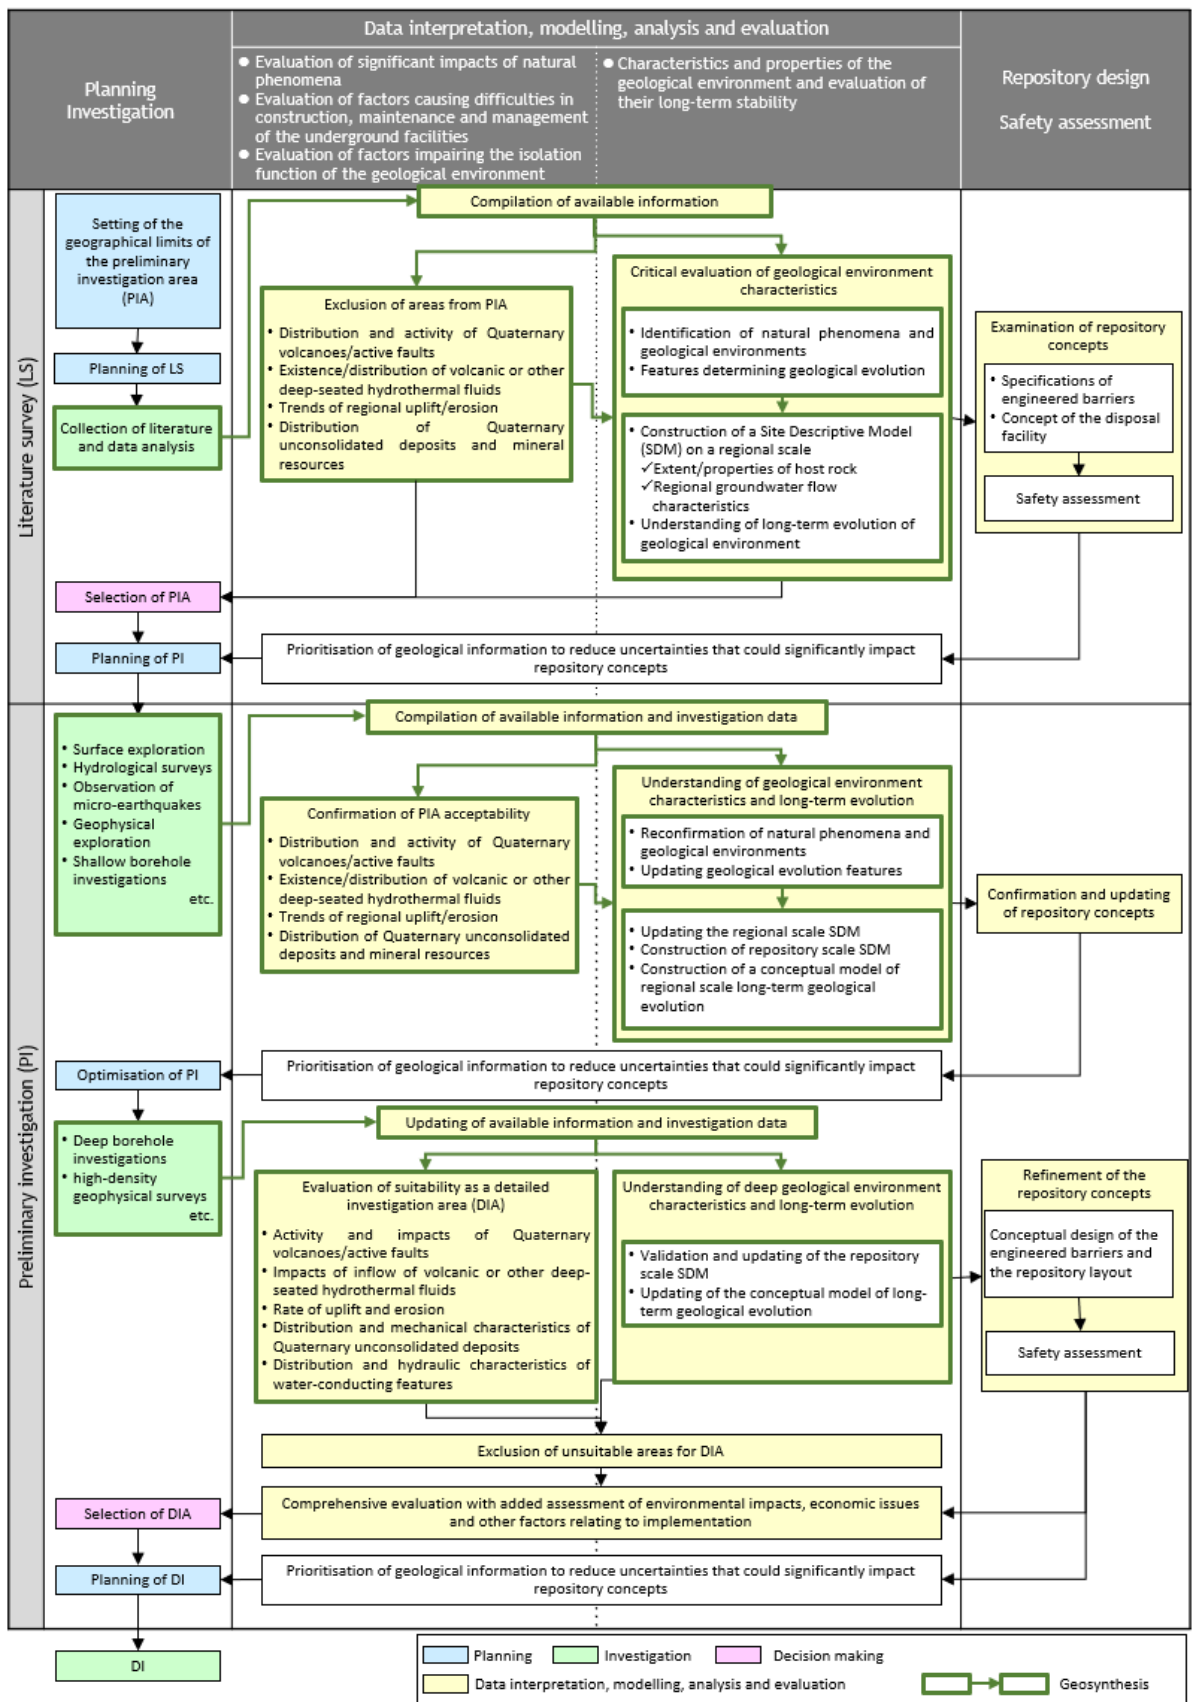 Planning
Investigation
Data interpretation, modelling, analysis and evaluation
● Evaluation of significant impacts of natural
phenomena
● Evaluation of factors causing difficulties in
construction, maintenance and management
of the underground facilities
● Evaluation of factors impairing the isolation
function of the geological environment
● Characteristics and properties of the
geological environment and evaluation of
their long-term stability
Repository design
Safety assessment
Literature survey (LS)
Setting of the
geographical limits of
the preliminary
investigation area
(PIA)
Planning of LS
Collection of literature
and data analysis
Compilation of available information
Exclusion of areas from PIA
• Distribution and activity of Quaternary
volcanoes/active faults
• Existence/distribution of volcanic or other
deep-seated hydrothermal fluids
• Trends of regional uplift/erosion
• Distribution of Quaternary
unconsolidated deposits and mineral
resources
Critical evaluation of geological environment
characteristics
• Identification of natural phenomena and
geological environments
• Features determining geological evolution
• Construction of a Site Descriptive Model
(SDM) on a regional scale
✓Extent/properties of host rock
✓Regional groundwater flow
characteristics
• Understanding of long-term evolution of
geological environment
Examination of repository
concepts
• Specifications of
engineered barriers
• Concept of the disposal
facility
Safety assessment
Selection of PIA
Planning of PI
Prioritisation of geological information to reduce uncertainties that could significantly impact
repository concepts
Preliminary investigation (PI)
• Surface exploration
• Hydrological surveys
• Observation of
micro-earthquakes
• Geophysical
exploration
• Shallow borehole
investigations
etc.
Compilation of available information and investigation data
Confirmation of PIA acceptability
• Distribution and activity of Quaternary
volcanoes/active faults
• Existence/distribution of volcanic or other
deep-seated hydrothermal fluids
• Trends of regional uplift/erosion
• Distribution of Quaternary unconsolidated
deposits and mineral resources
Understanding of geological environment
characteristics and long-term evolution
• Reconfirmation of natural phenomena and
geological environments
• Updating geological evolution features
• Updating the regional scale SDM
• Construction of repository scale SDM
• Construction of a conceptual model of
regional scale long-term geological
evolution
Confirmation and updating
of repository concepts
Optimisation of PI
Prioritisation of geological information to reduce uncertainties that could significantly impact
repository concepts
• Deep borehole
investigations
• high-density
geophysical surveys
etc.
Updating of available information and investigation data
Evaluation of suitability as a detailed
investigation area (DIA)
• Activity and impacts of Quaternary
volcanoes/active faults
• Impacts of inflow of volcanic or other deep-
seated hydrothermal fluids
• Rate of uplift and erosion
• Distribution and mechanical characteristics of
Quaternary unconsolidated deposits
• Distribution and hydraulic characteristics of
water-conducting features
Understanding of deep geological environment
characteristics and long-term evolution
• Validation and updating of the repository
scale SDM
• Updating of the conceptual model of long-
term geological evolution
Refinement of the
repository concepts
Conceptual design of the
engineered barriers and
the repository layout
Safety assessment
Exclusion of unsuitable areas for DIA
Selection of DIA
Comprehensive evaluation with added assessment of environmental impacts, economic issues
and other factors relating to implementation
Planning of DI
Prioritisation of geological information to reduce uncertainties that could significantly impact
repository concepts
DI
Planning
Investigation
Decision making
Data interpretation, modelling, analysis and evaluation
Geosynthesis